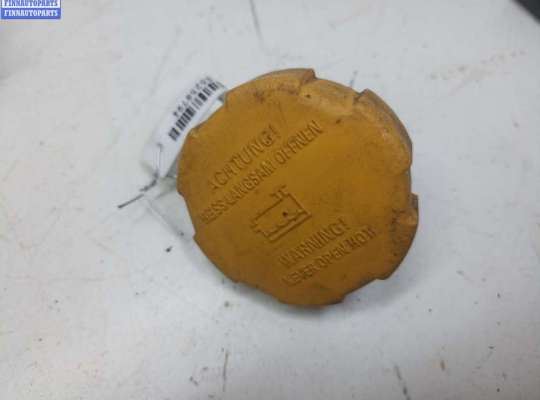 FINNAUTOPARTS
FINNAUTOPARTS
ACHTUNG!
HEISS-LANGSAM ÖFFNEN
WARNING!
NEVER OPEN HOT!